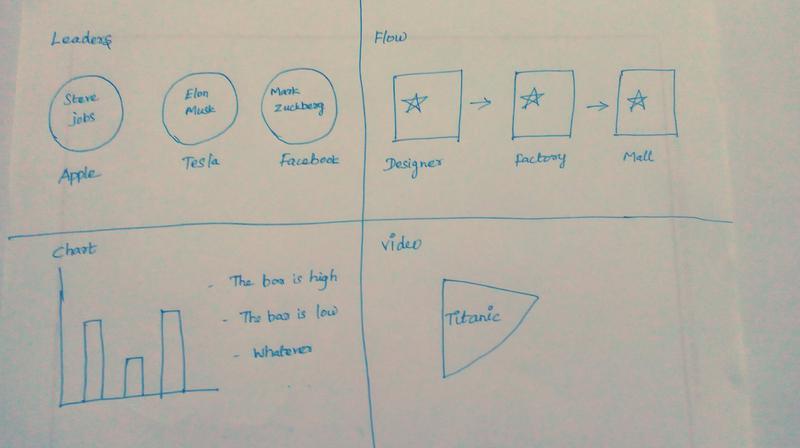 Leaders
Steve
jobs
Elon
Musk
Mark
Zuckberg
Apple
Tesla
Facebook
Flow
Designer
factory
Mall
Chart
- The bar is high
- The bar is low
- Whatever
Video
Titanic